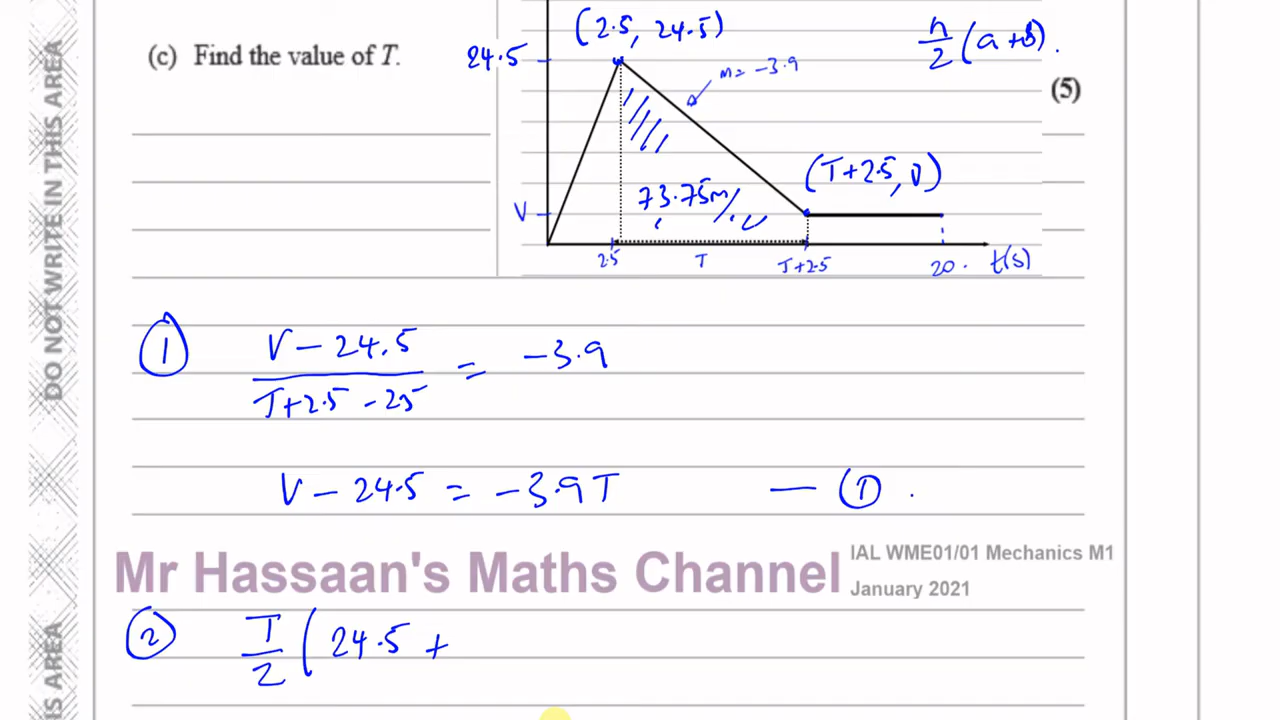 (2.5, 24.5)
h/2 (a+b).
(c) Find the value of T.
24.5
m = -3.9
(5)
(T+2.5, V)
73.75m
V
2.5
T
T+2.5
20.
t(s)
① (V - 24.5)/(T+2.5 - 25) = -3.9
V - 24.5 = -3.9T — ①.
Mr Hassaan's Maths Channel
IAL WME01/01 Mechanics M1
January 2021
② T/2 (24.5 +
DO NOT WRITE IN THIS AREA
IS AREA